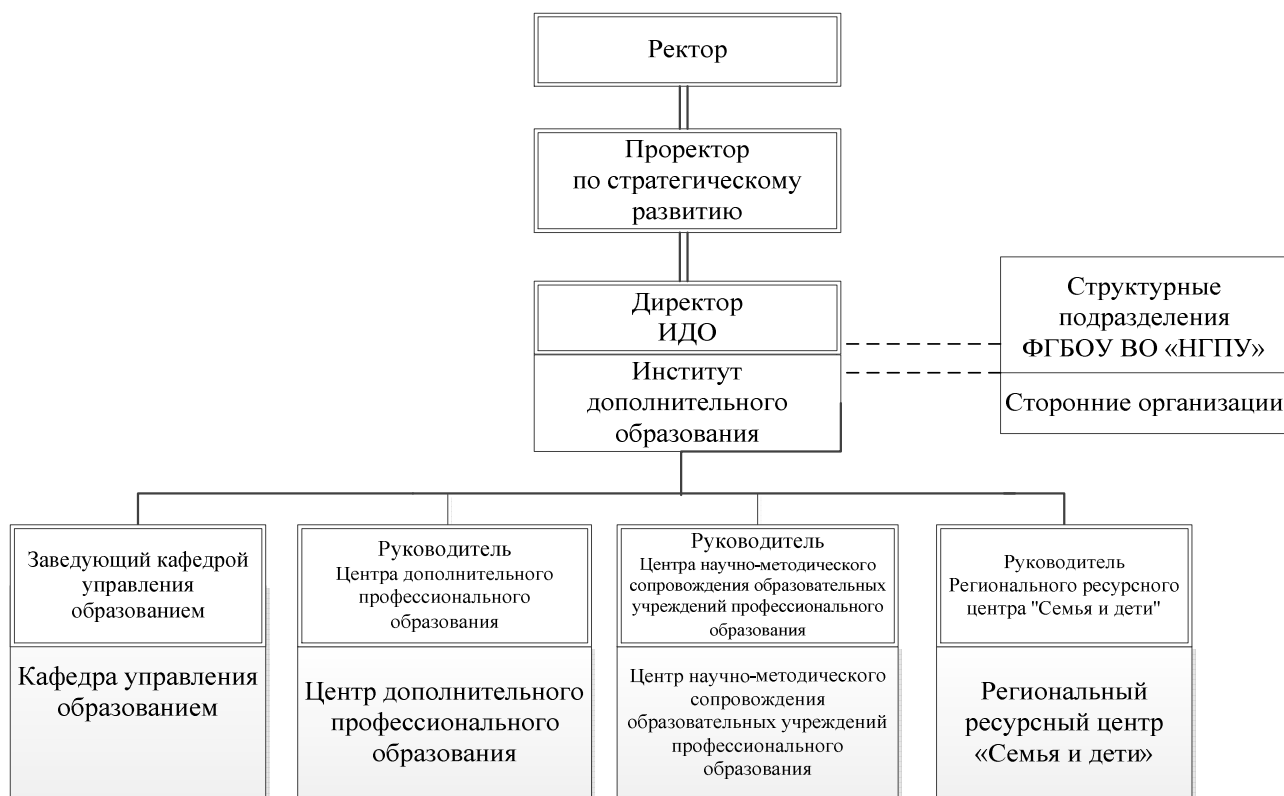 Ректор
Проректор
по стратегическому
развитию
Директор
ИДО
Институт
дополнительного
образования
Структурные
подразделения
ФГБОУ ВО «НГПУ»
Сторонние организации
Заведующий кафедрой
управления
образованием
Кафедра управления
образованием
Руководитель
Центра дополнительного
профессионального
образования
Центр дополнительного
профессионального
образования
Руководитель
Центра научно-методического
сопровождения образовательных
учреждений профессионального
образования
Центр научно-методического
сопровождения
образовательных учреждений
профессионального
образования
Руководитель
Регионального ресурсного
центра "Семья и дети"
Региональный
ресурсный центр
«Семья и дети»